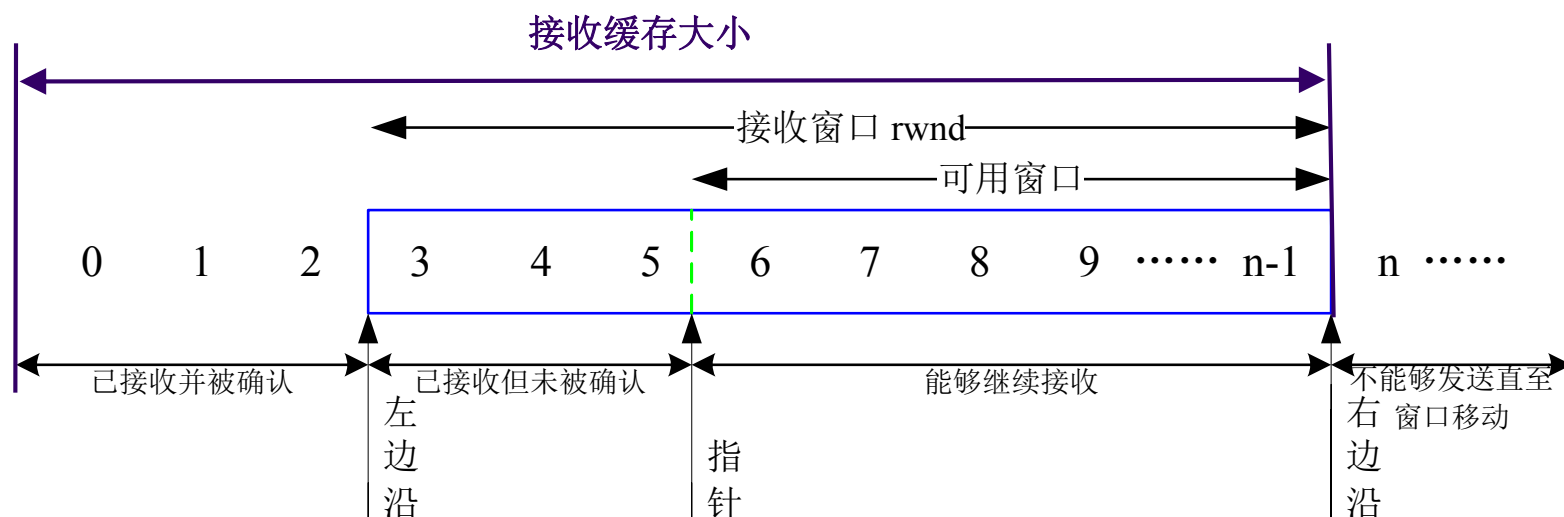 接收缓存大小
接收窗口 rwnd
可用窗口
0 1 2 3 4 5 6 7 8 9 …… n-1 n ……
已接收并被确认
已接收但未被确认
能够继续接收
不能够发送直至
窗口移动
左边沿
指针
右边沿